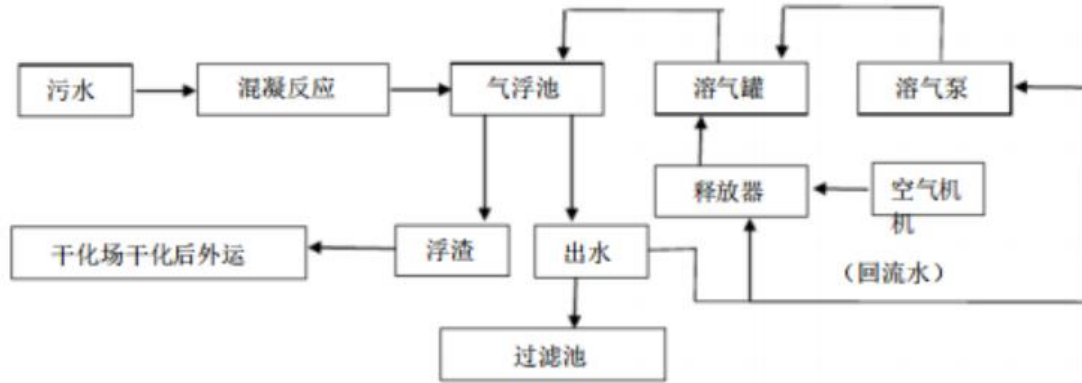 污水
混凝反应
气浮池
溶气罐
溶气泵
释放器
空气机
机
干化场干化后外运
浮渣
出水
（回流水）
过滤池